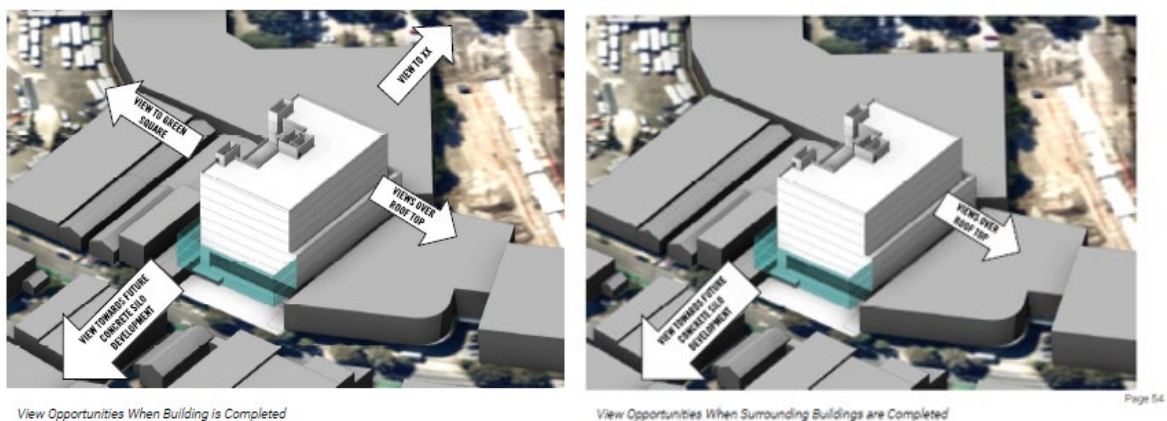 VIEW TO XX
VIEW TO GREEN
SQUARE
VIEWS OVER
ROOF TOP
VIEW TOWARDS FUTURE
CONCRETE SILO
DEVELOPMENT
View Opportunities When Building is Completed
VIEWS OVER
ROOF TOP
VIEW TOWARDS FUTURE
CONCRETE SILO
DEVELOPMENT
View Opportunities When Surrounding Buildings are Completed
Page 54